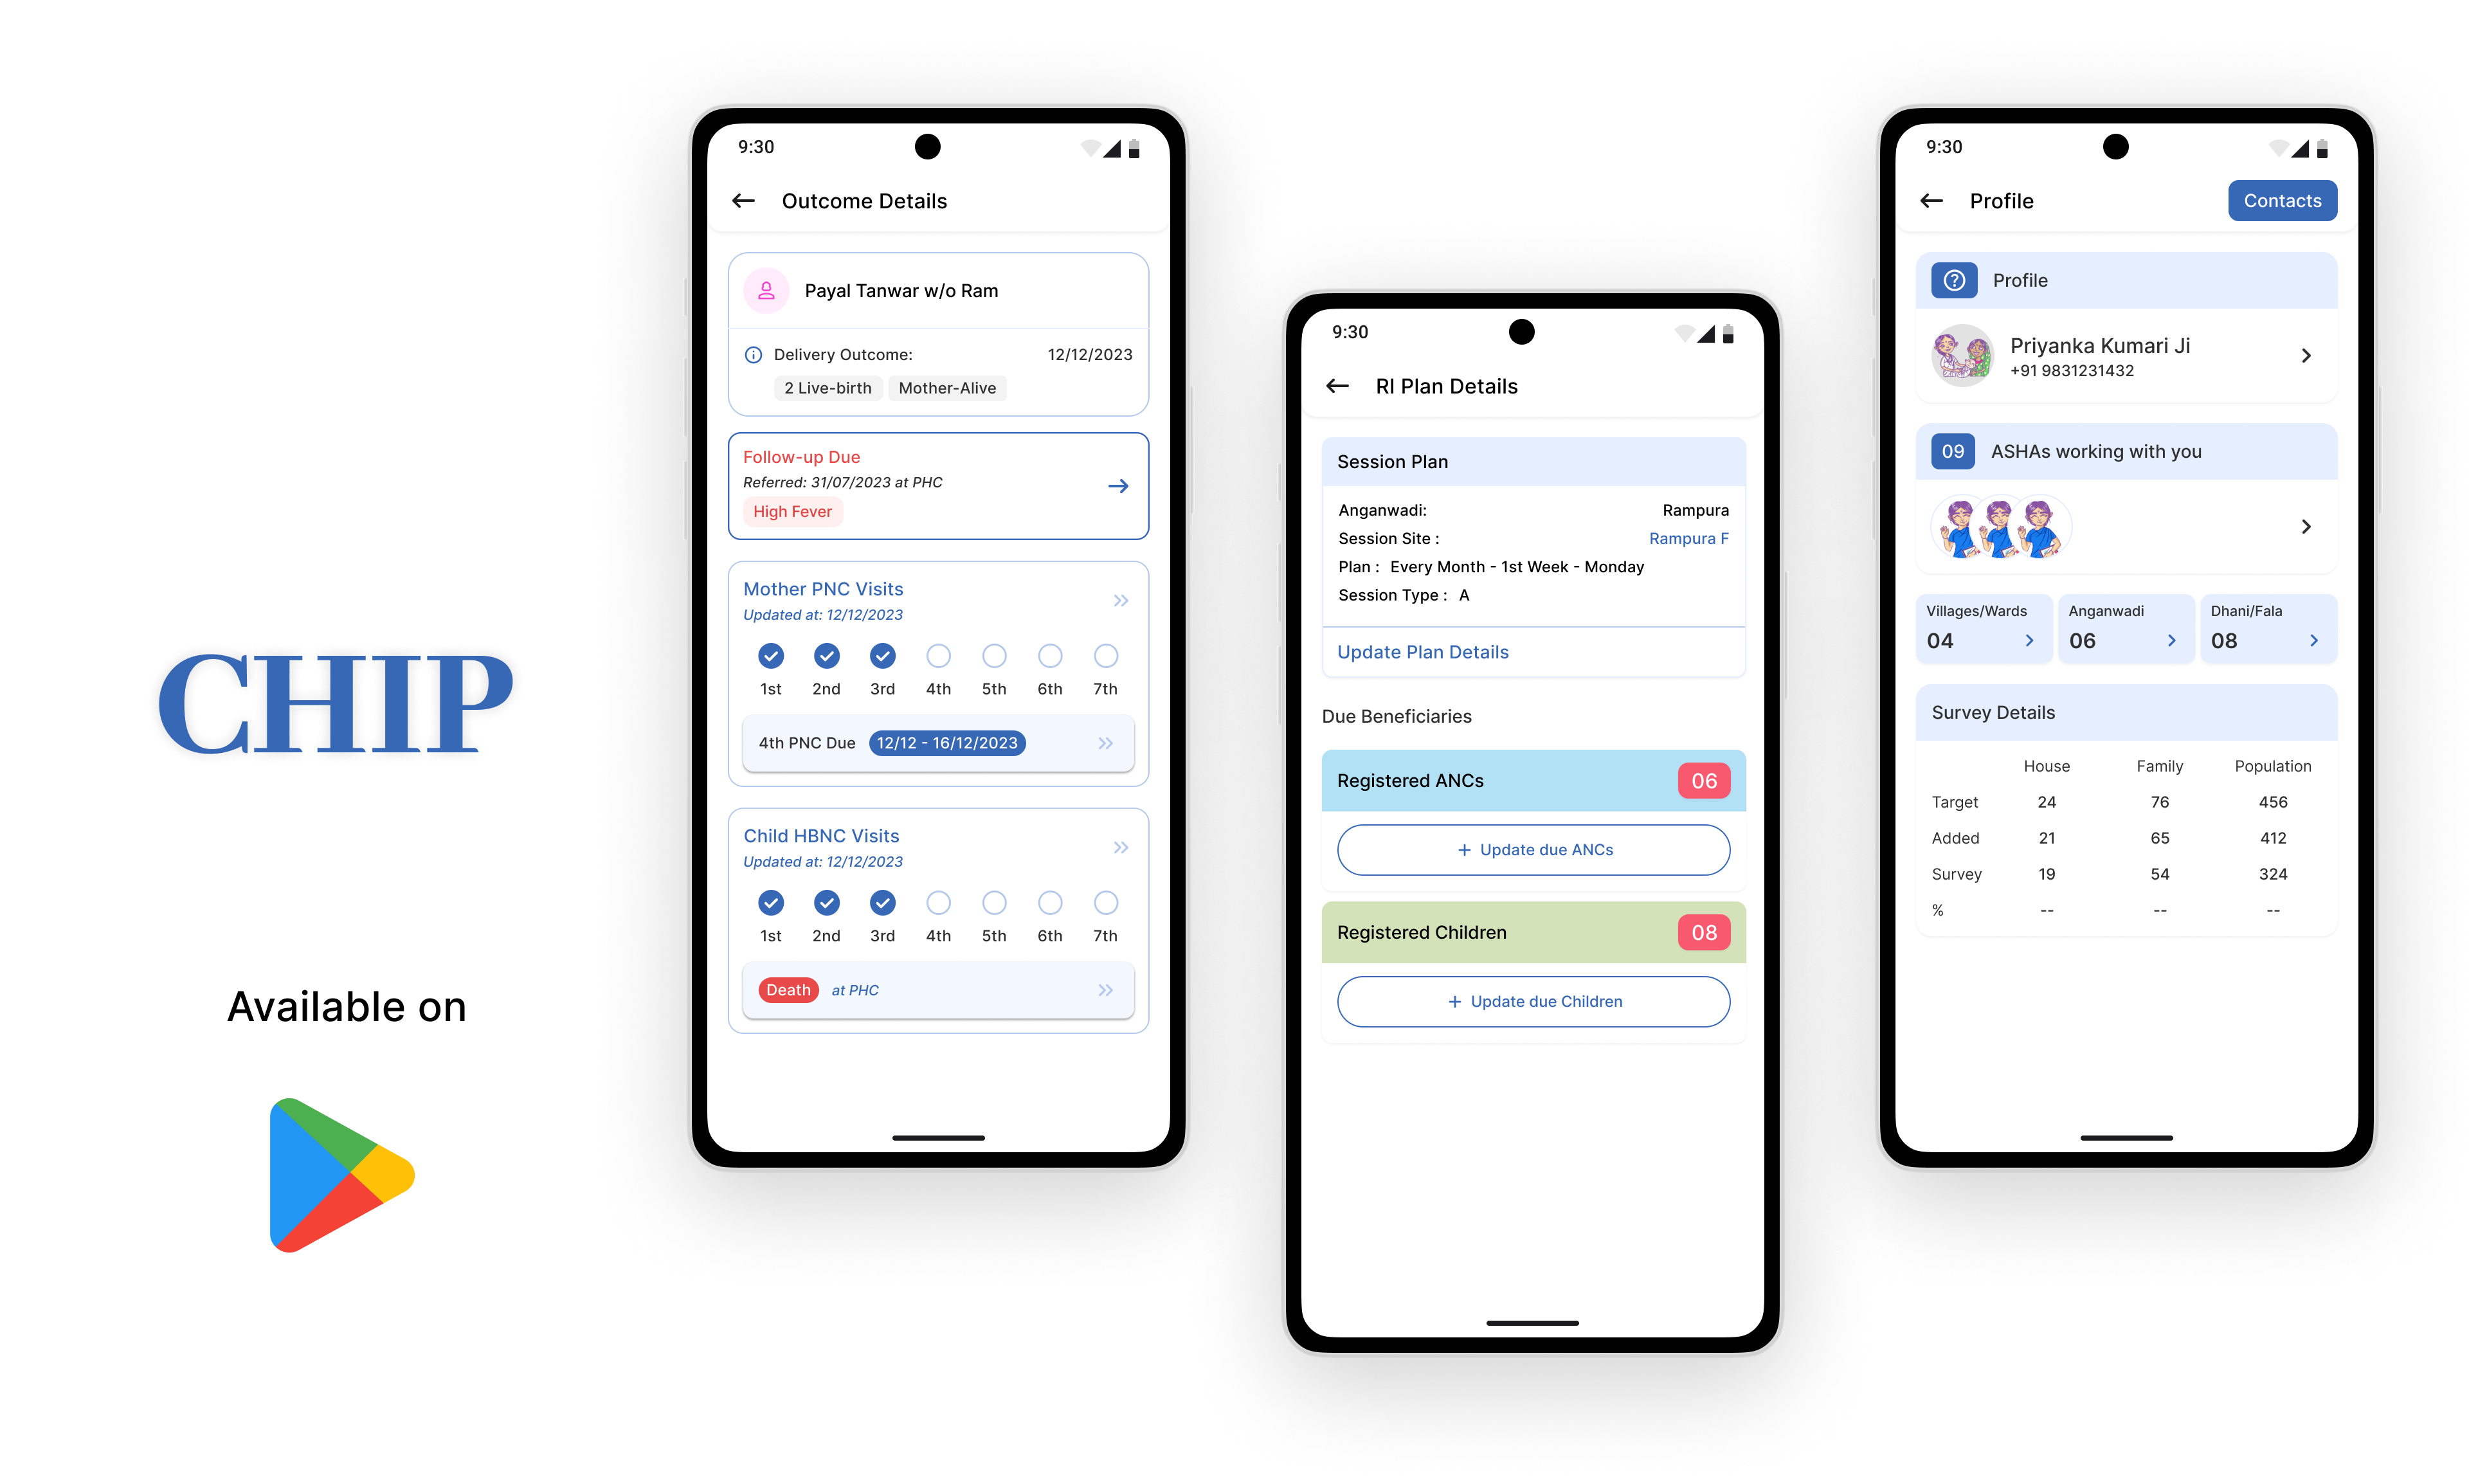 CHIP
Available on
9:30
Outcome Details
Payal Tanwar w/o Ram
Delivery Outcome: 12/12/2023
2 Live-birth Mother-Alive
Follow-up Due
Referred: 31/07/2023 at PHC
High Fever
Mother PNC Visits
Updated at: 12/12/2023
1st 2nd 3rd 4th 5th 6th 7th
4th PNC Due 12/12 - 16/12/2023
Child HBNC Visits
Updated at: 12/12/2023
1st 2nd 3rd 4th 5th 6th 7th
Death at PHC
9:30
RI Plan Details
Session Plan
Anganwadi: Rampura
Session Site : Rampura F
Plan : Every Month - 1st Week - Monday
Session Type : A
Update Plan Details
Due Beneficiaries
Registered ANCs 06
+ Update due ANCs
Registered Children 08
+ Update due Children
9:30
Profile Contacts
Profile
Priyanka Kumari Ji
+91 9831231432
09 ASHAs working with you
Villages/Wards Anganwadi Dhani/Fala
04 06 08
Survey Details
House Family Population
Target 24 76 456
Added 21 65 412
Survey 19 54 324
% -- -- --